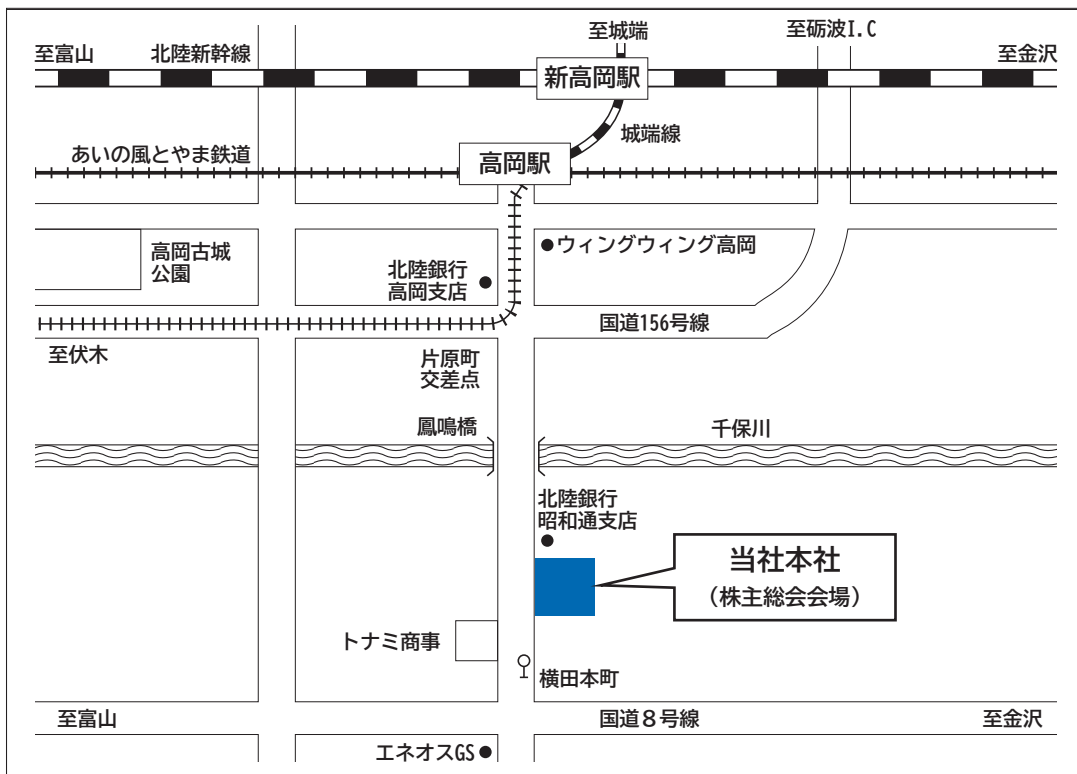 至城端
至砺波I.C
至富山
北陸新幹線
至金沢
新高岡駅
城端線
あいの風とやま鉄道
高岡駅
高岡古城
公園
ウィングウィング高岡
北陸銀行
高岡支店
国道156号線
至伏木
片原町
交差点
鳳鳴橋
千保川
北陸銀行
昭和通支店
当社本社
（株主総会会場）
トナミ商事
横田本町
至富山
国道８号線
至金沢
エネオスGS